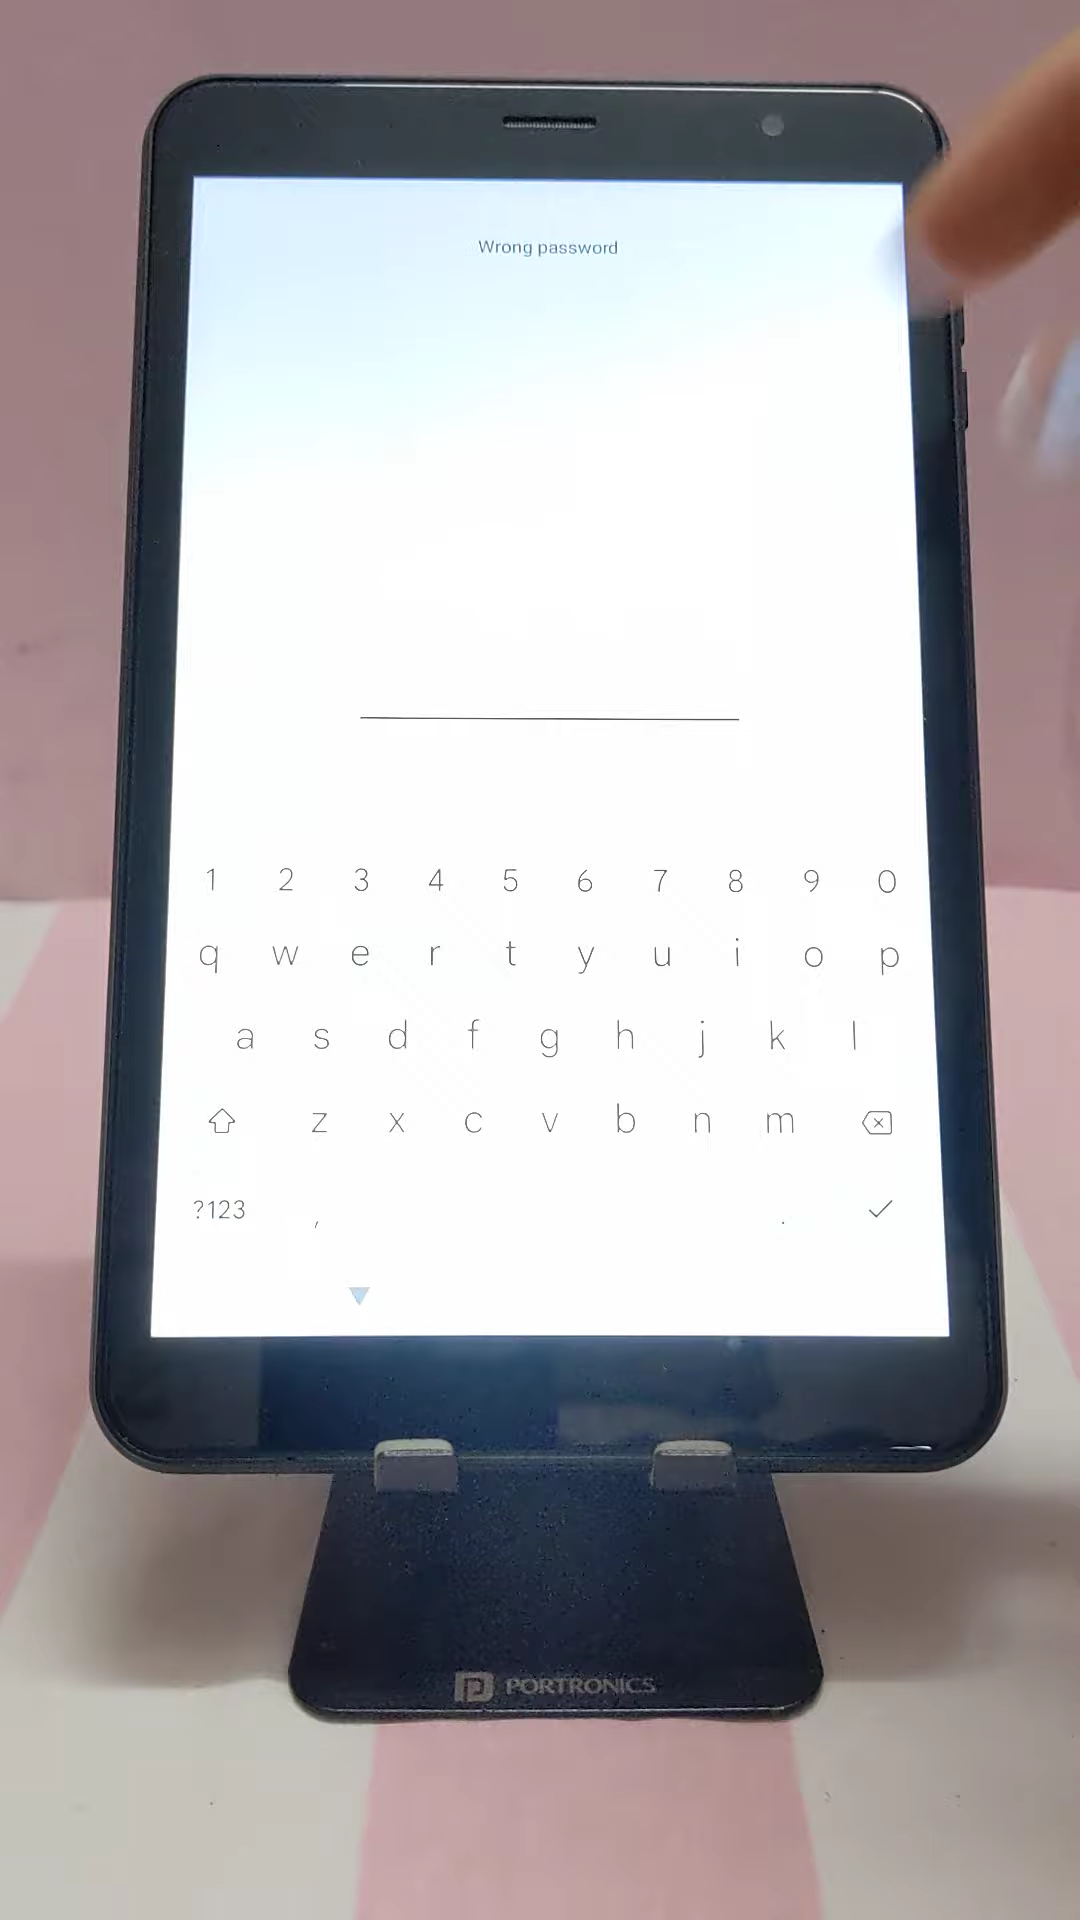 Wrong password
1 2 3 4 5 6 7 8 9 0
q w e r t y u i o p
a s d f g h j k l
z x c v b n m
?123 , .
PORTRONICS